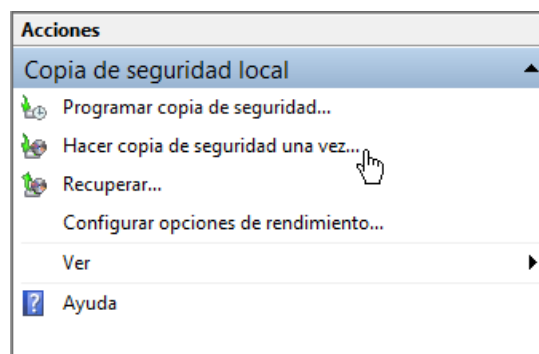 Acciones
Copia de seguridad local
Programar copia de seguridad...
Hacer copia de seguridad una vez...
Recuperar...
Configurar opciones de rendimiento...
Ver
Ayuda